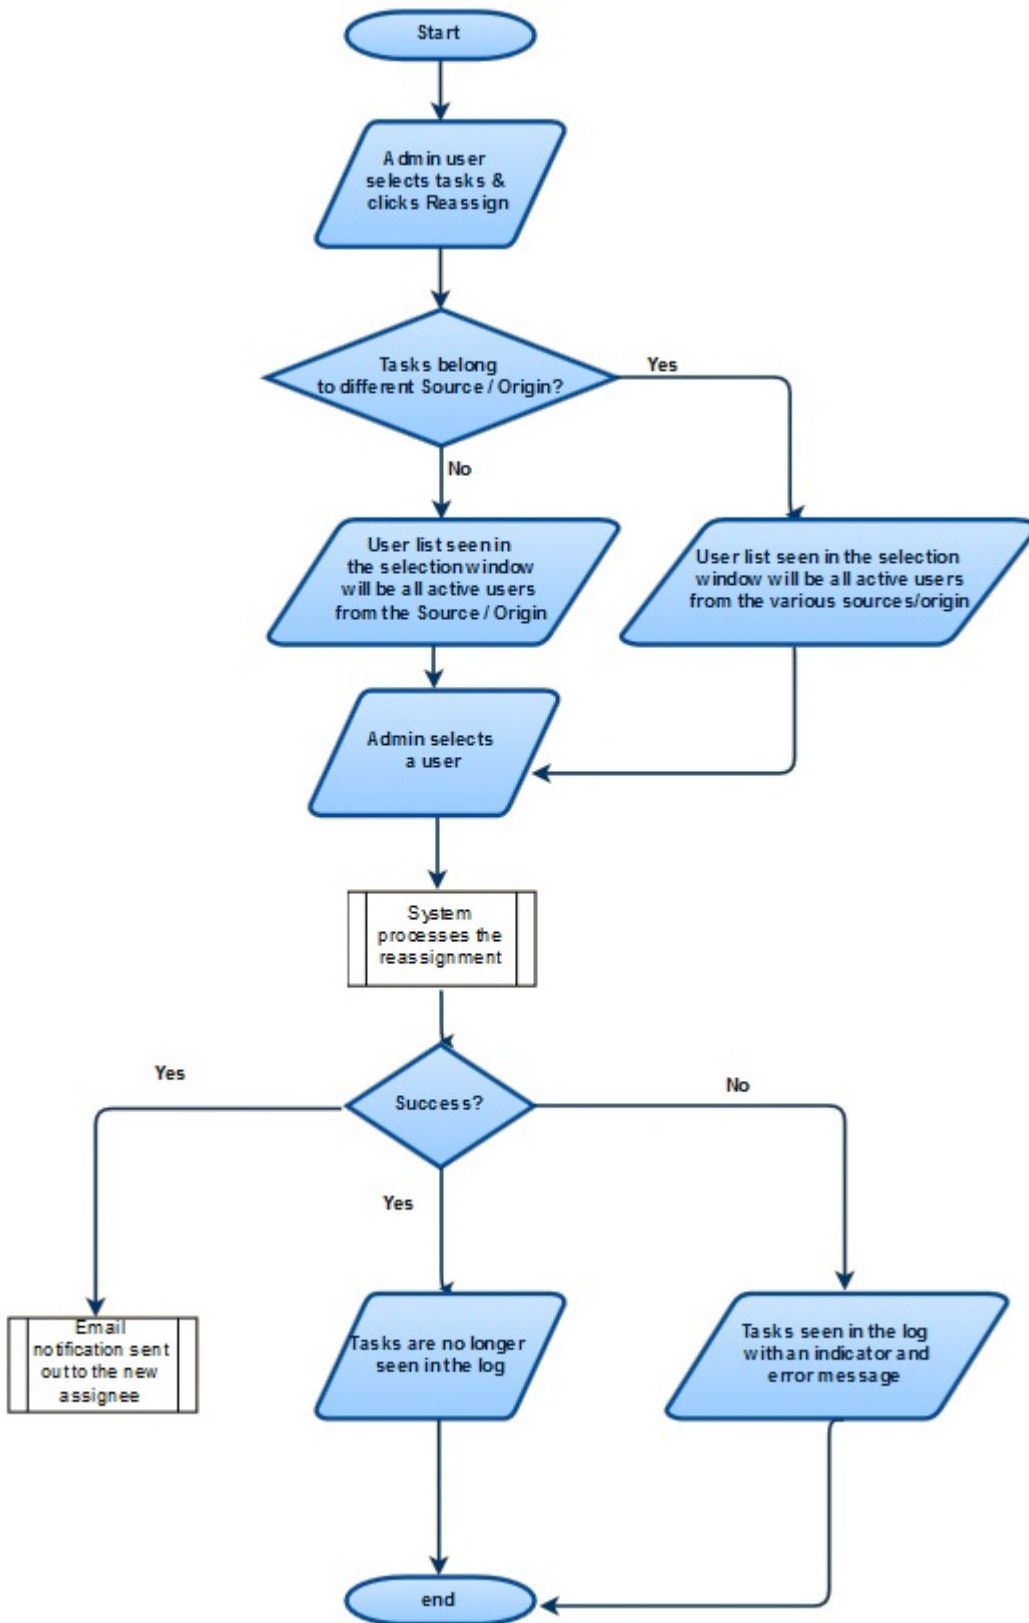 Start
Admin user
selects tasks &
clicks Reassign
Tasks belong
to different Source / Origin?
Yes
No
User list seen in
the selection window
will be all active users
from the Source / Origin
User list seen in the selection
window will be all active users
from the various sources/origin
Admin selects
a user
System
processes the
reassignment
Success?
Yes
No
Yes
Email
notification sent
out to the new
assignee
Tasks are no longer
seen in the log
Tasks seen in the log
with an indicator and
error message
end